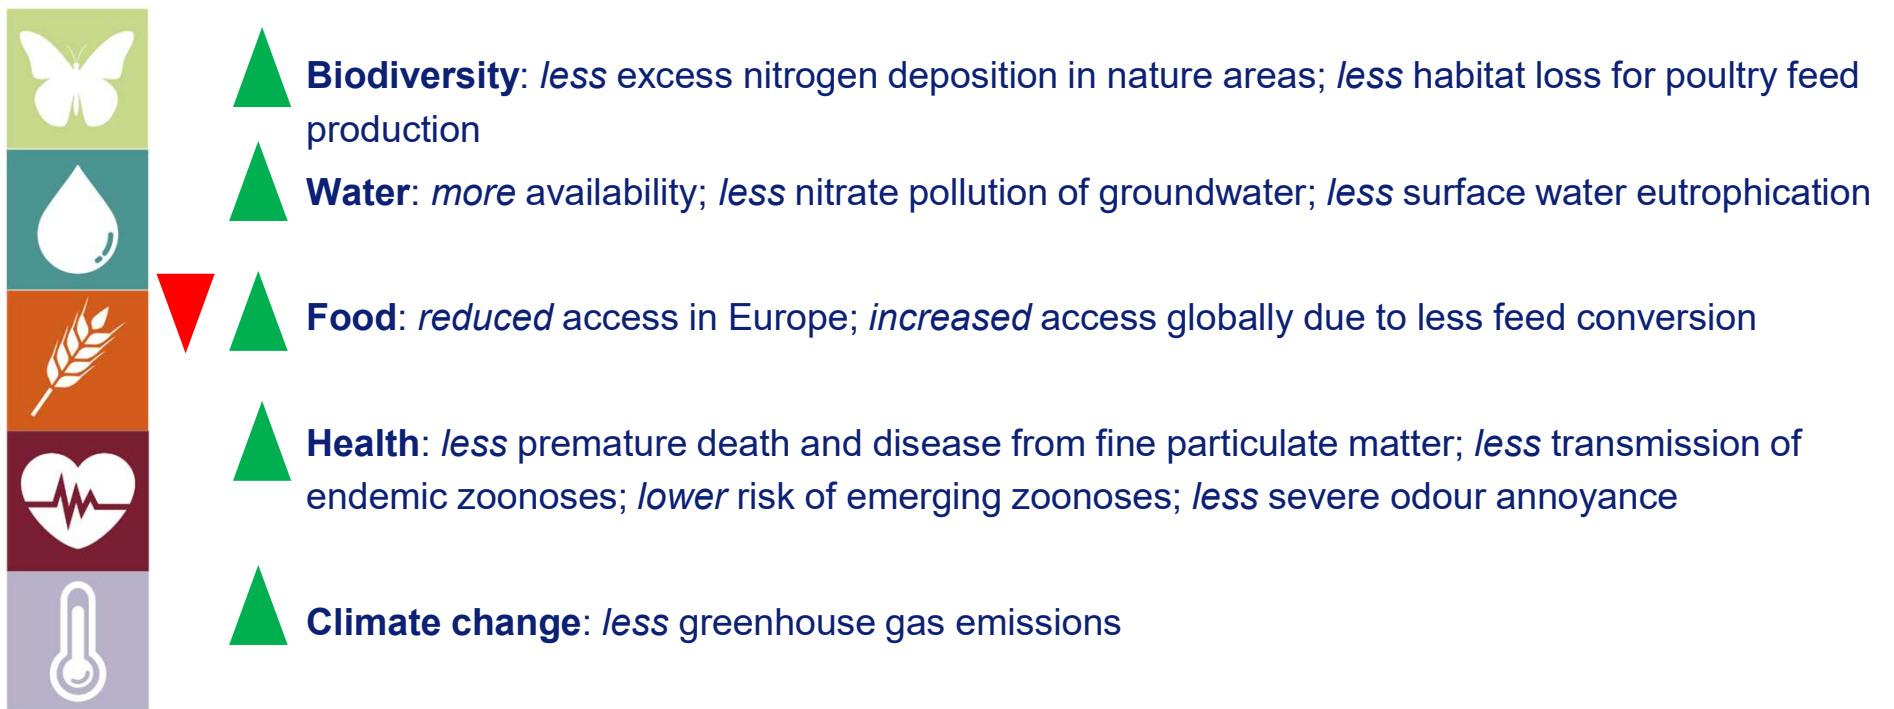 Biodiversity: less excess nitrogen deposition in nature areas; less habitat loss for poultry feed
production
Water: more availability; less nitrate pollution of groundwater; less surface water eutrophication
Food: reduced access in Europe; increased access globally due to less feed conversion
Health: less premature death and disease from fine particulate matter; less transmission of
endemic zoonoses; lower risk of emerging zoonoses; less severe odour annoyance
Climate change: less greenhouse gas emissions